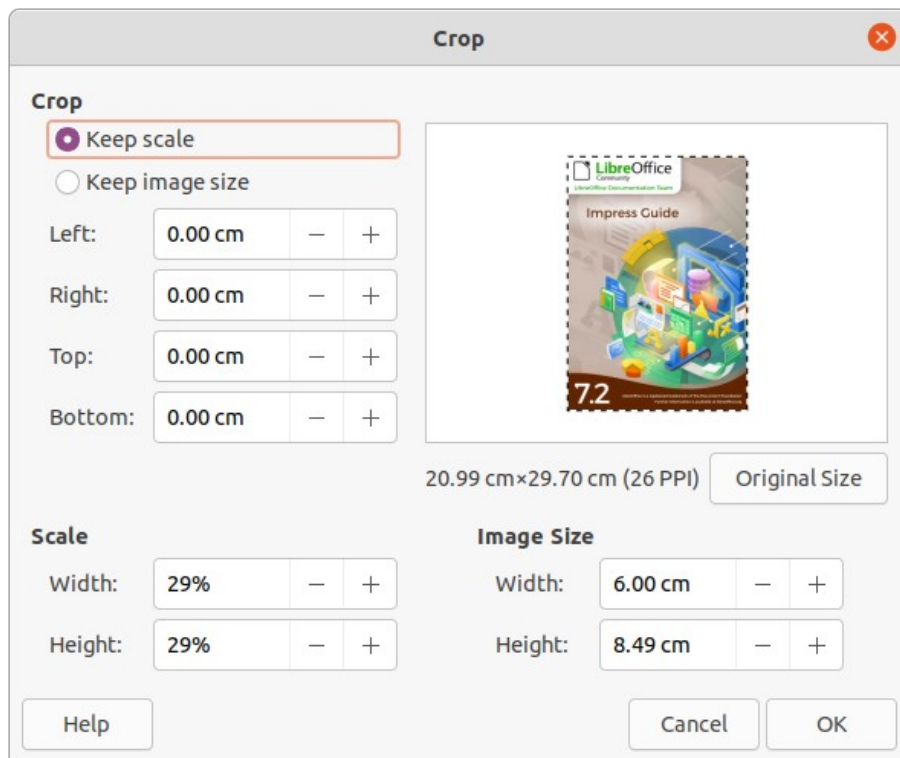 Crop
Crop
Keep scale
Keep image size
Left: 0.00 cm − +
Right: 0.00 cm − +
Top: 0.00 cm − +
Bottom: 0.00 cm − +
LibreOffice
Community
LibreOffice Documentation Team
Impress Guide
7.2
20.99 cm×29.70 cm (26 PPI) Original Size
Scale Image Size
Width: 29% − + Width: 6.00 cm − +
Height: 29% − + Height: 8.49 cm − +
Help Cancel OK